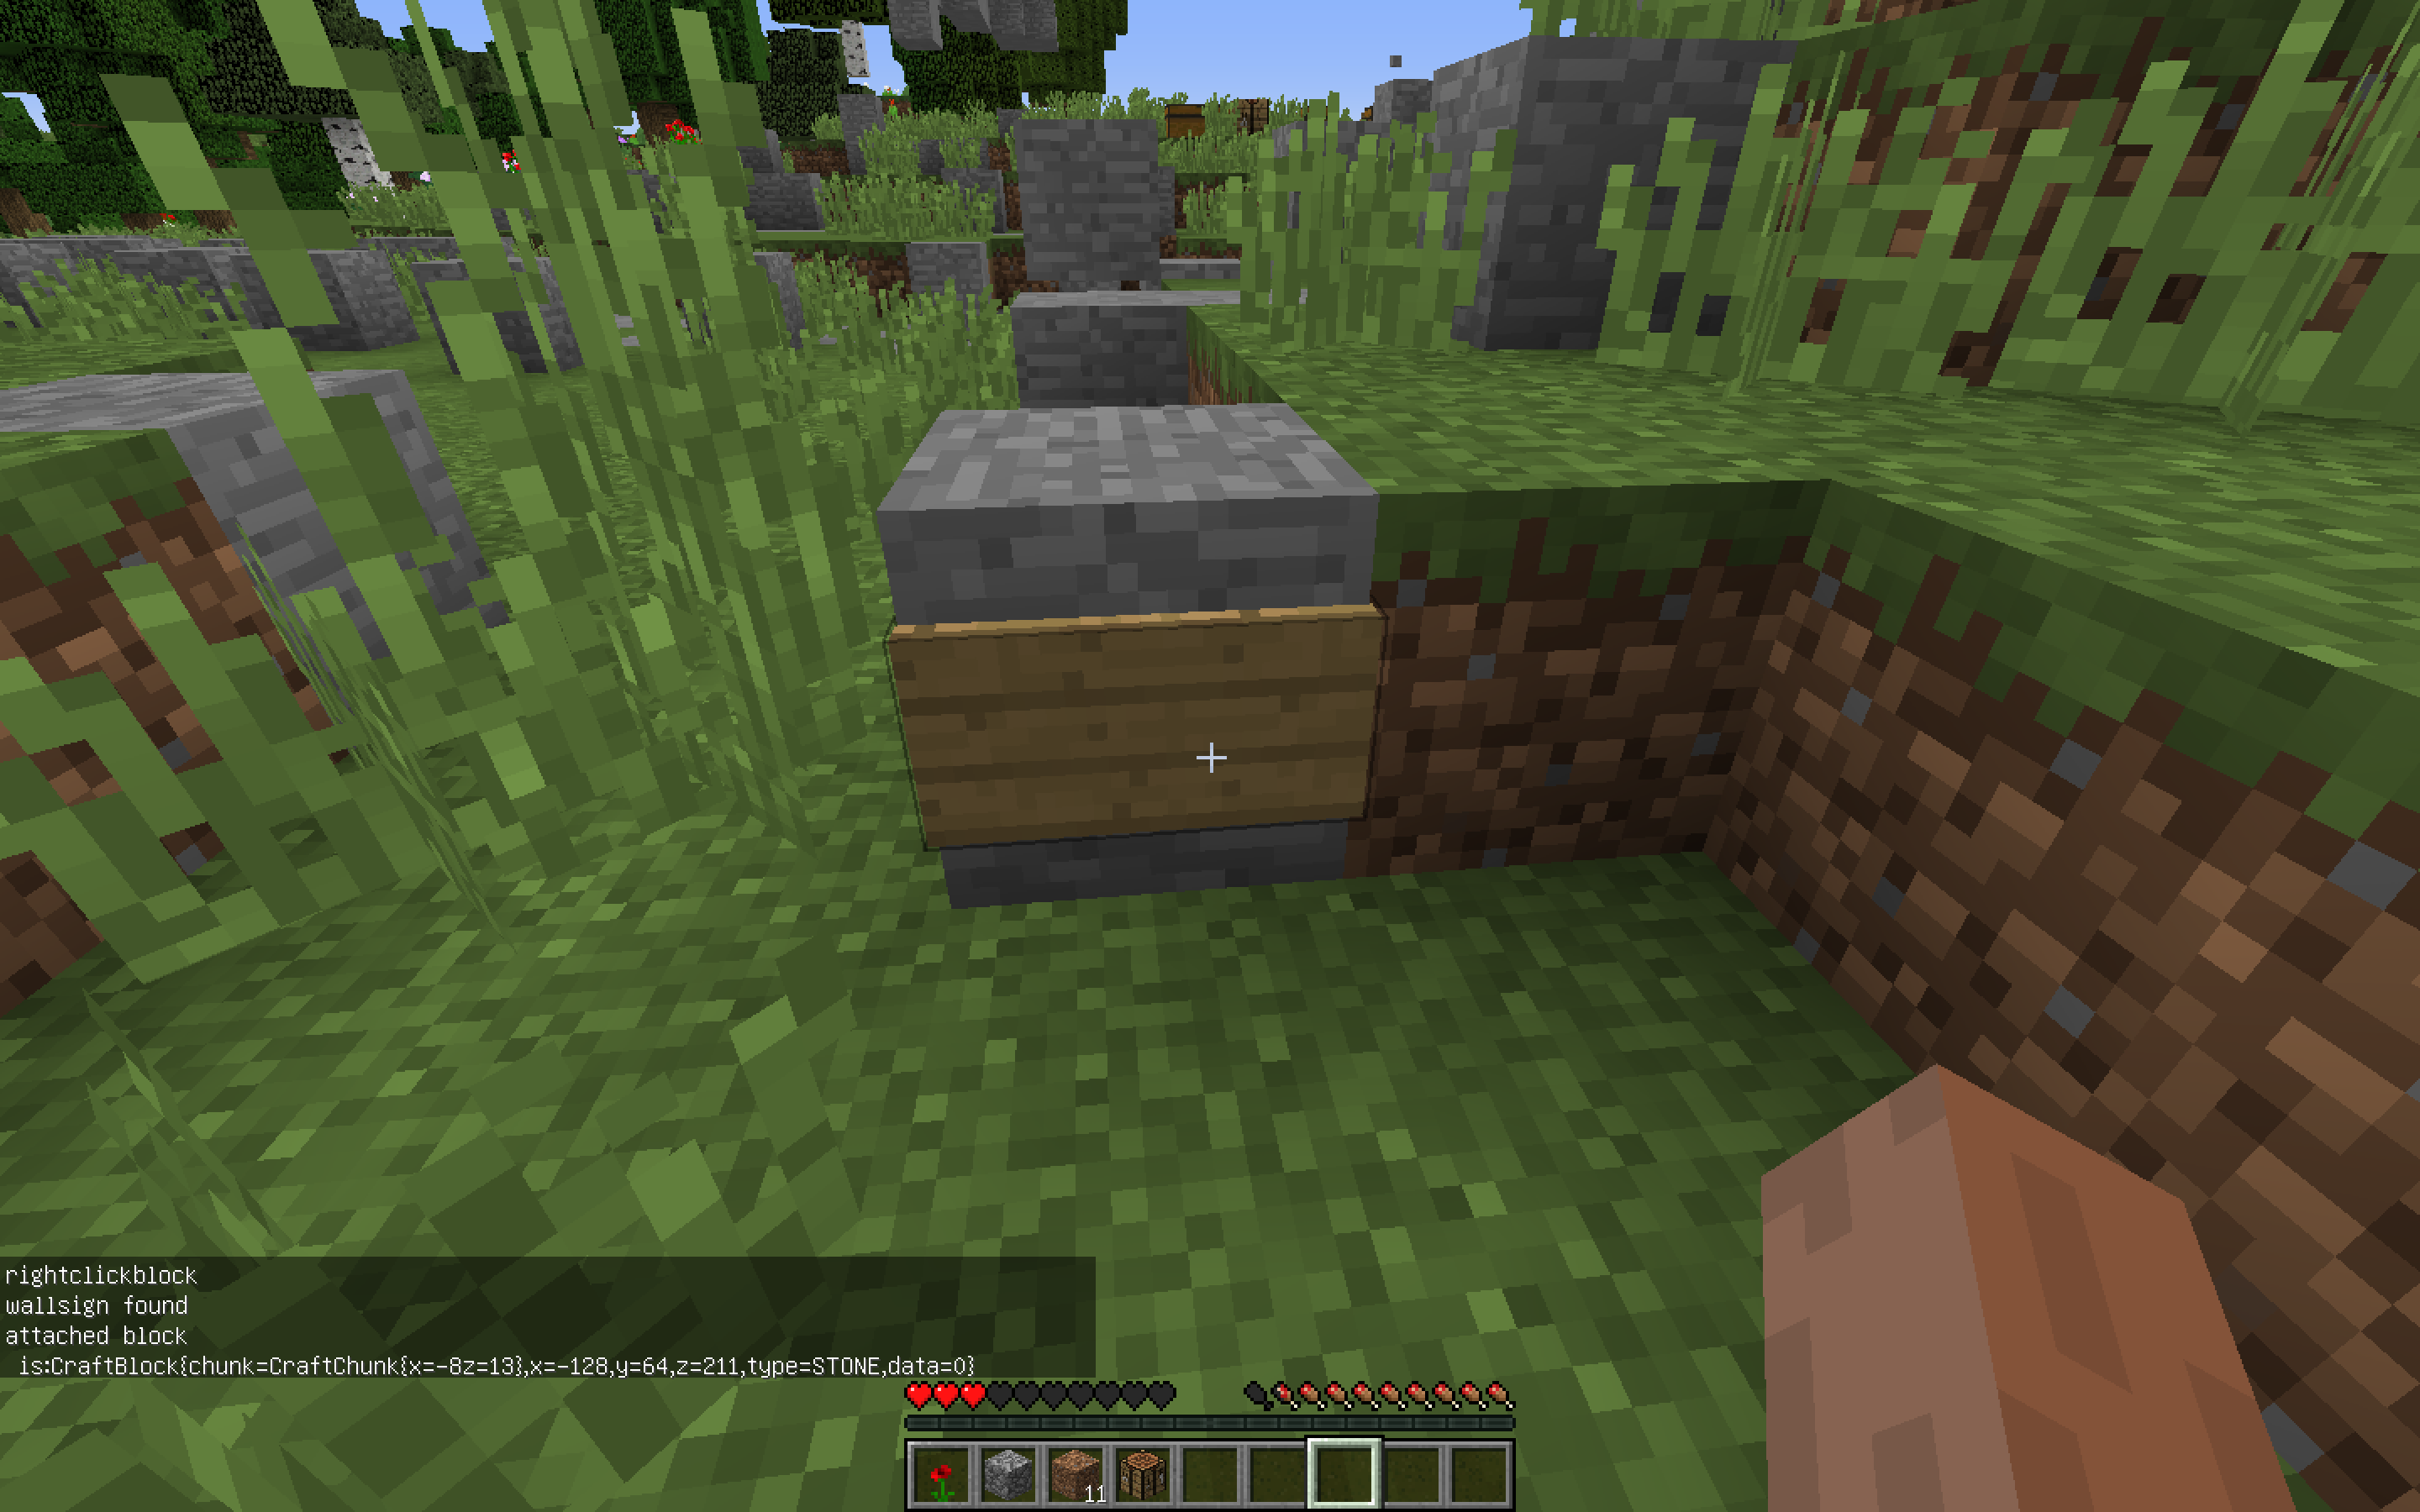 rightclickblock
wallsign found
attached block
is:CraftBlock{chunk=CraftChunk{x=-8z=13},x=-128,y=64,z=211,type=STONE,data=0}
11